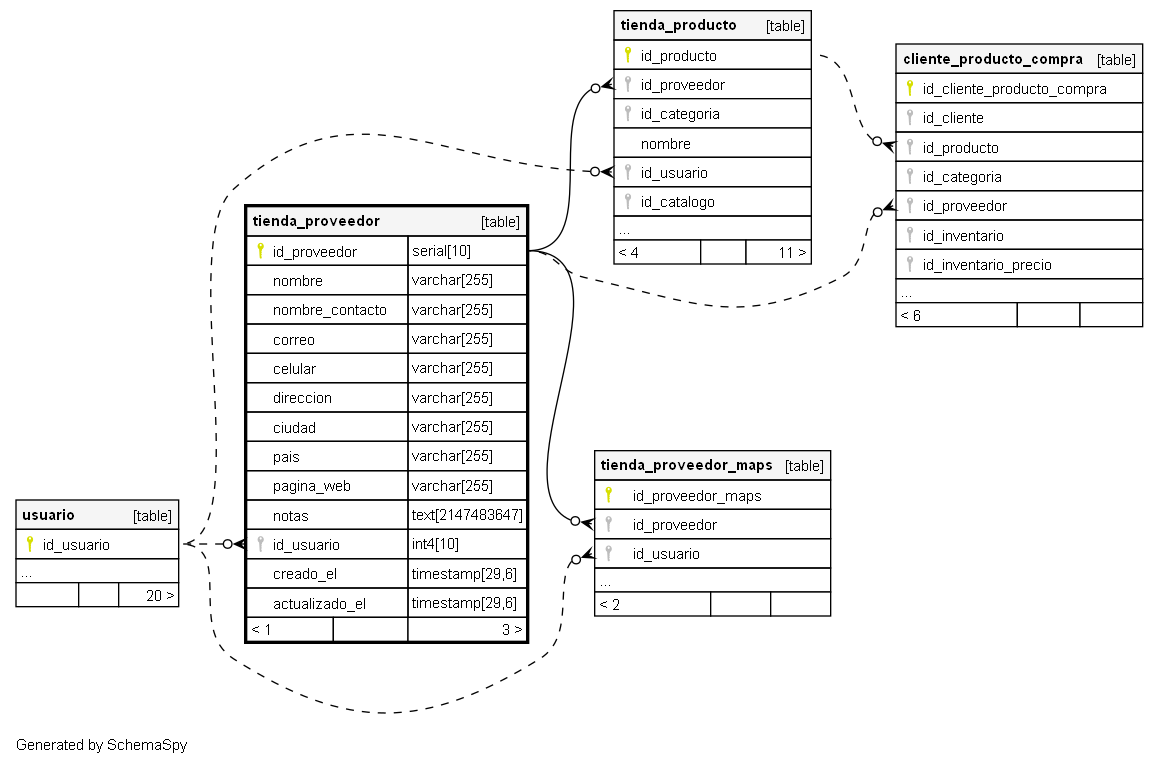 tienda_producto [table]
id_producto
id_proveedor
id_categoria
nombre
id_usuario
id_catalogo
...
< 4 11 >
cliente_producto_compra [table]
id_cliente_producto_compra
id_cliente
id_producto
id_categoria
id_proveedor
id_inventario
id_inventario_precio
...
< 6
tienda_proveedor [table]
id_proveedor serial[10]
nombre varchar[255]
nombre_contacto varchar[255]
correo varchar[255]
celular varchar[255]
direccion varchar[255]
ciudad varchar[255]
pais varchar[255]
pagina_web varchar[255]
notas text[2147483647]
id_usuario int4[10]
creado_el timestamp[29,6]
actualizado_el timestamp[29,6]
< 1 3 >
tienda_proveedor_maps [table]
id_proveedor_maps
id_proveedor
id_usuario
...
< 2
usuario [table]
id_usuario
...
20 >
Generated by SchemaSpy